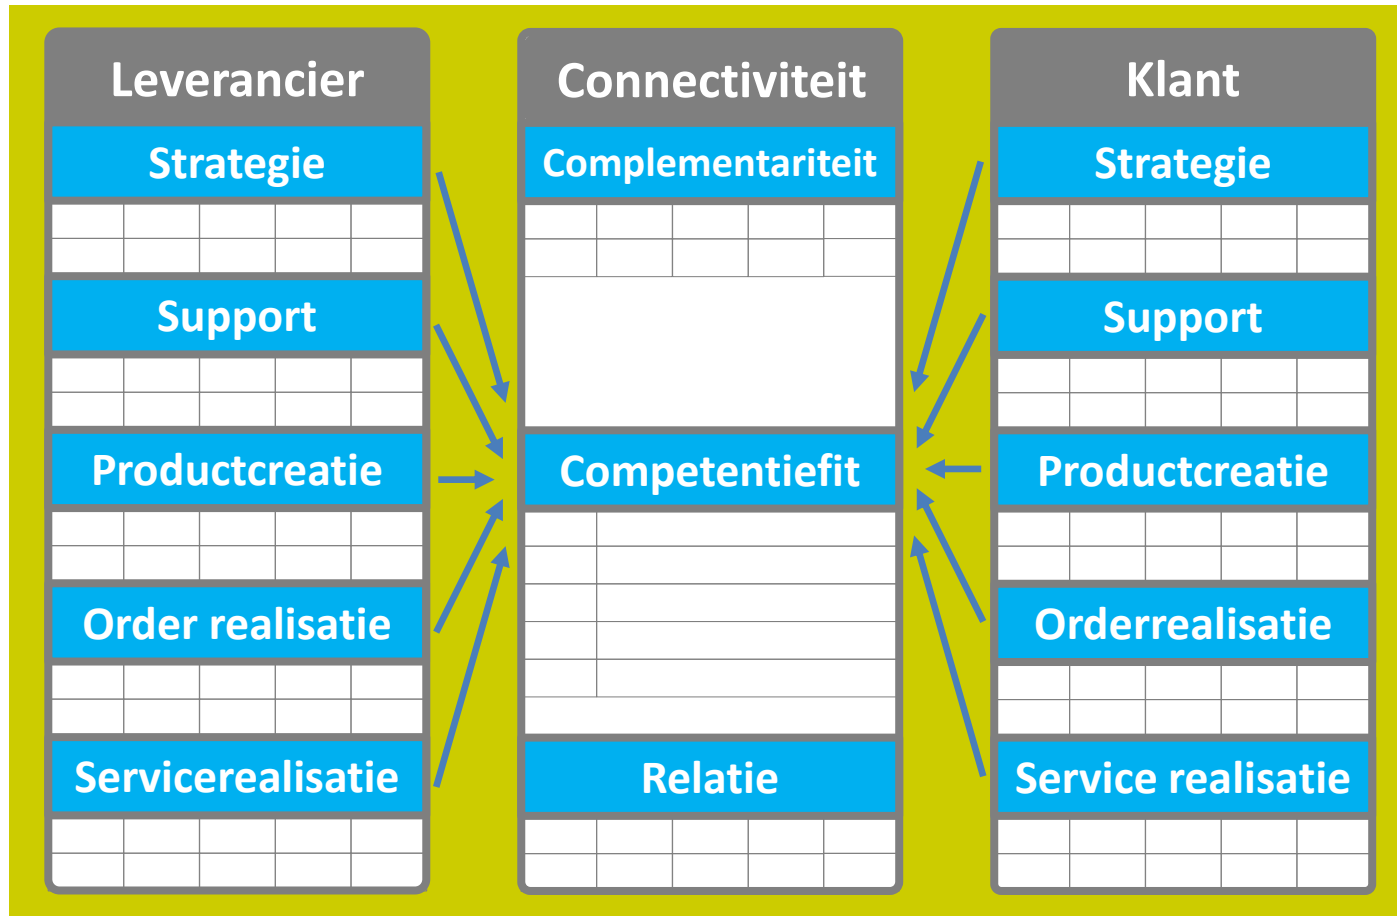 Leverancier
Strategie
Support
Productcreatie
Order realisatie
Servicerealisatie
Connectiviteit
Complementariteit
Competentiefit
Relatie
Klant
Strategie
Support
Productcreatie
Orderrealisatie
Service realisatie